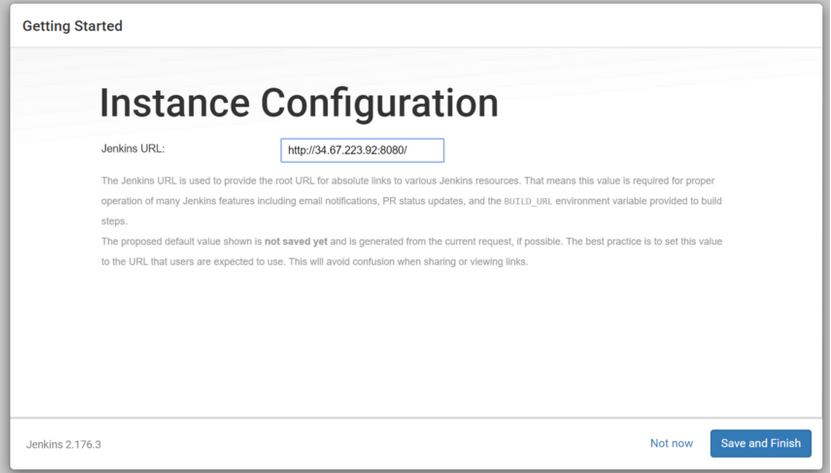 Getting Started
Instance Configuration
Jenkins URL:
http://34.67.223.92:8080/
The Jenkins URL is used to provide the root URL for absolute links to various Jenkins resources. That means this value is required for proper
operation of many Jenkins features including email notifications, PR status updates, and the BUILD_URL environment variable provided to build
steps.
The proposed default value shown is not saved yet and is generated from the current request, if possible. The best practice is to set this value
to the URL that users are expected to use. This will avoid confusion when sharing or viewing links.
Jenkins 2.176.3
Not now
Save and Finish